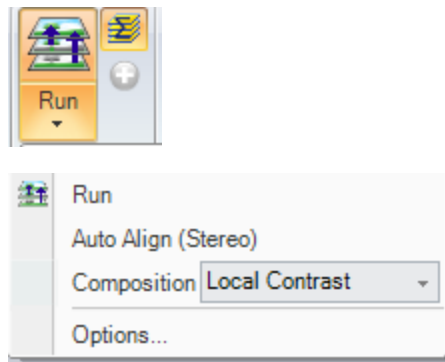 Run
Run
Auto Align (Stereo)
Composition Local Contrast
Options...